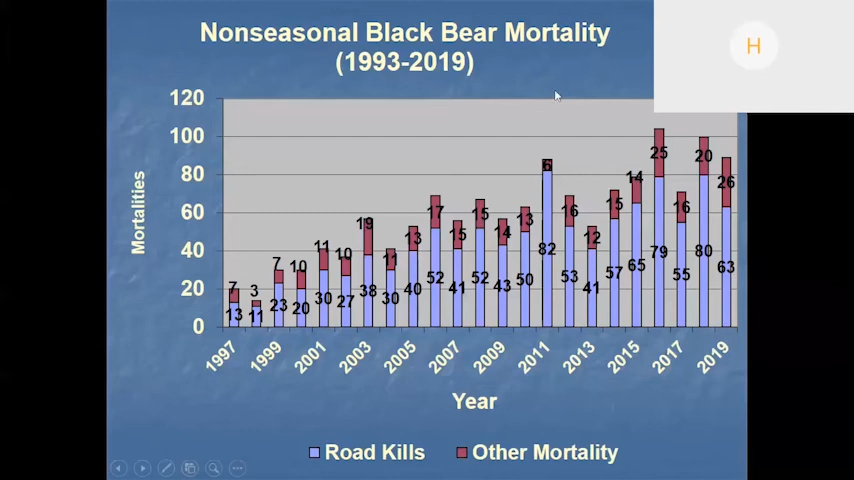 Nonseasonal Black Bear Mortality
(1993-2019)
H
120
100
80
60
40
20
0
Mortalities
7 3 7 10 11 10 19 11 13 17 15 15 14 13 6 16 12 15 14 25 16 20 26
13 11 23 20 30 27 38 30 40 52 41 52 43 50 82 53 41 57 65 79 55 80 63
1997 1999 2001 2003 2005 2007 2009 2011 2013 2015 2017 2019
Year
Road Kills Other Mortality